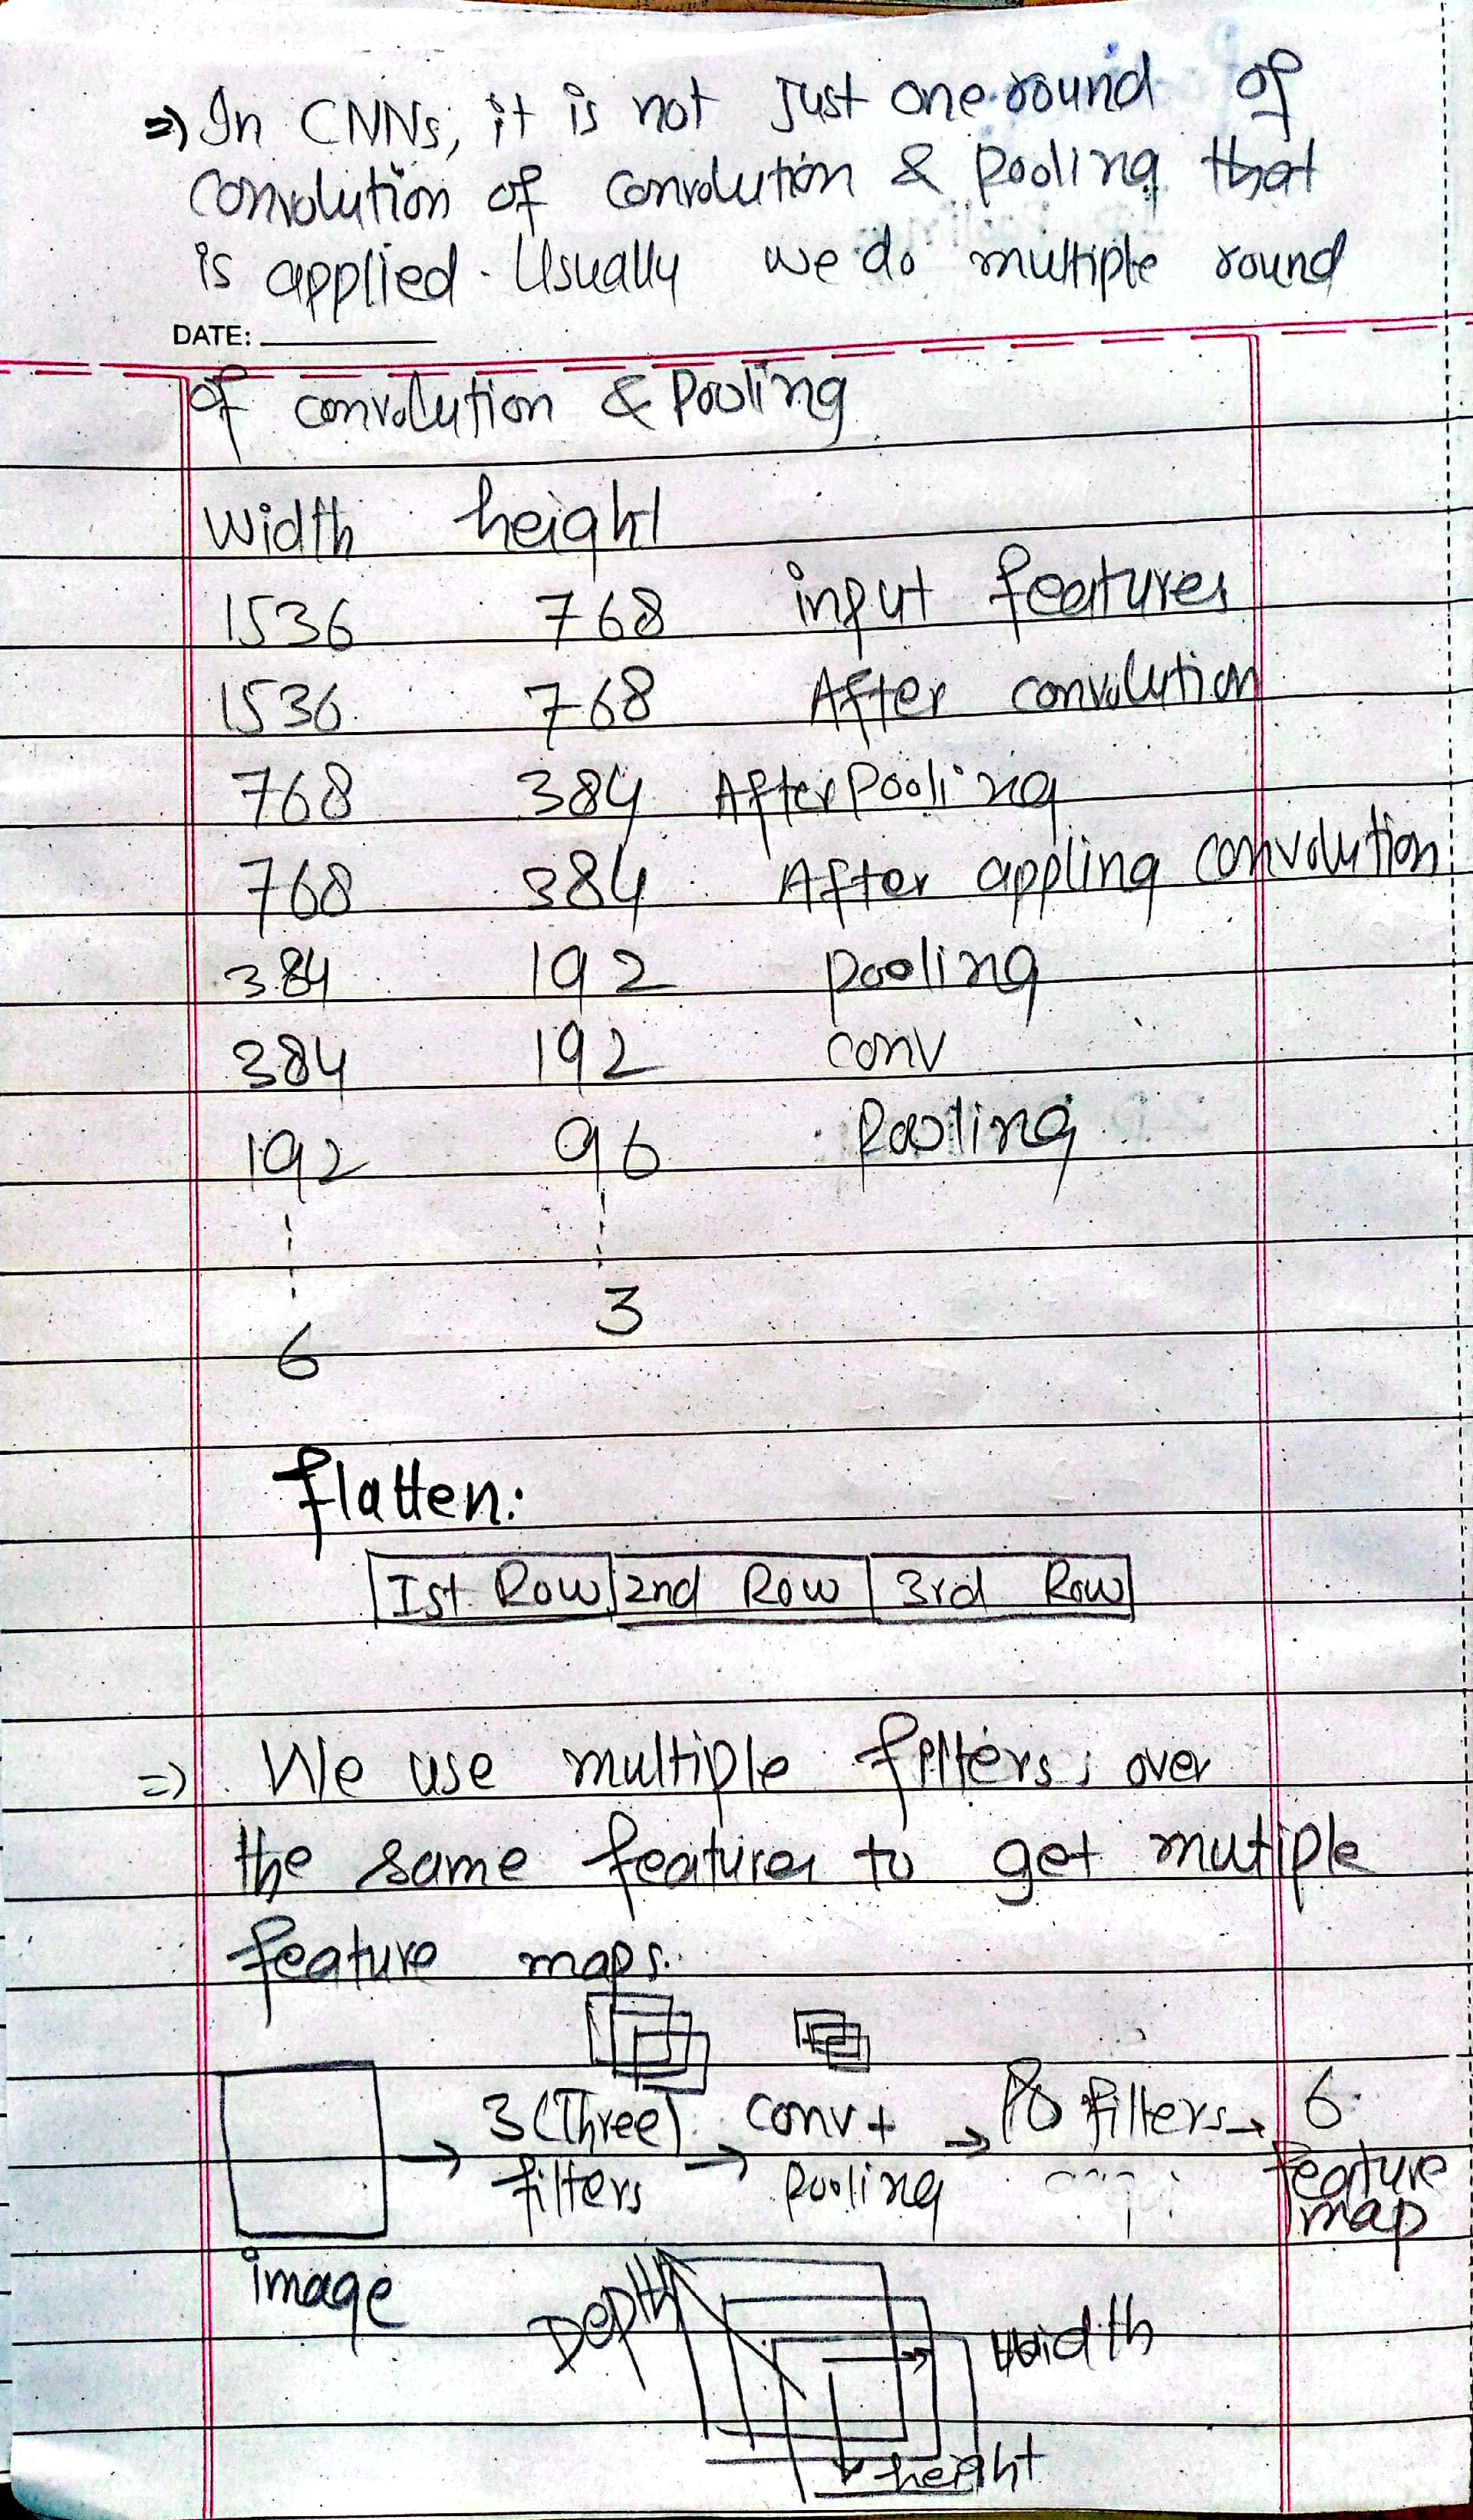 ⇒ In CNNs, it is not Just one round of
convolution of convolution & Pooling that
is applied. Usually we do multiple round
DATE:
of convolution & Pooling
Width height
1536 768 input features
1536 768 After convolution
768 384 After Pooling
768 384 After appling convolution
384 192 pooling
384 192 conv
192 96 Pooling
3
6
flatten:
Ist Row 2nd Row 3rd Row
⇒ We use multiple filters over
the same features to get mutiple
feature maps.
3 (Three) filters → conv + pooling → filters → 6 feature map
image
Depth
width
height